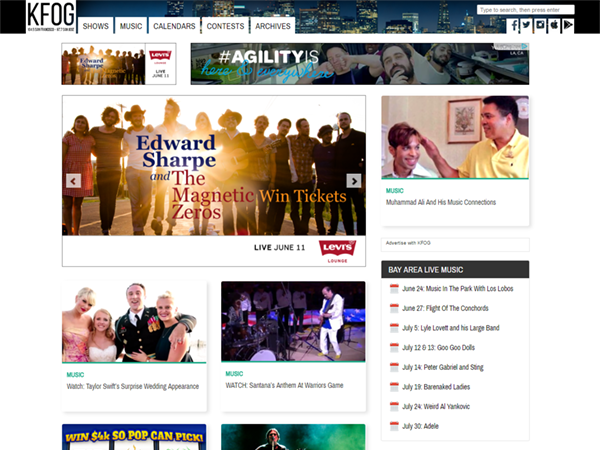 KFOG
SHOWS MUSIC CALENDARS CONTESTS ARCHIVES
Type to search, then press enter
LEVI'S
LIVE
JUNE 11
#AGILITYIS
here to everywhere
LA, CA
Edward
Sharpe
and The
Magnetic Win Tickets
Zeros
LIVE JUNE 11
LEVI'S
LOUNGE
MUSIC
Muhammad Ali And His Music Connections
Advertise with KFOG
BAY AREA LIVE MUSIC
June 24: Music In The Park With Los Lobos
June 27: Flight Of The Conchords
July 5: Lyle Lovett and his Large Band
July 12 & 13: Goo Goo Dolls
July 14: Peter Gabriel and Sting
July 19: Barenaked Ladies
July 24: Weird Al Yankovic
July 30: Adele
MUSIC
Watch: Taylor Swift's Surprise Wedding Appearance
MUSIC
WATCH: Santana's Anthem At Warriors Game
WIN $4k SO POP CAN PICK!